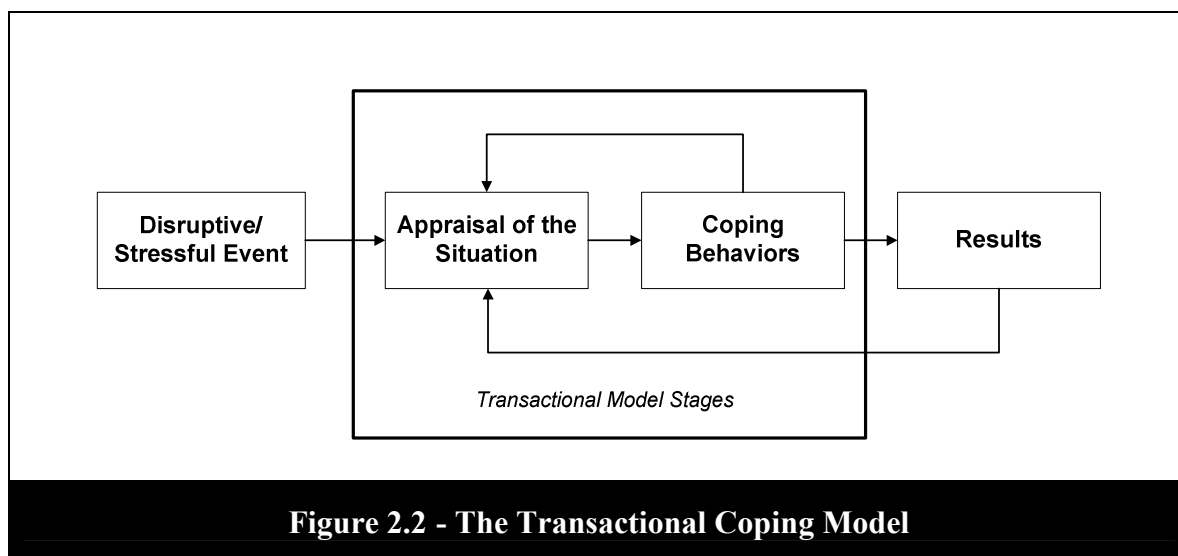 Disruptive/
Stressful Event
Appraisal of the
Situation
Coping
Behaviors
Results
Transactional Model Stages
Figure 2.2 - The Transactional Coping Model